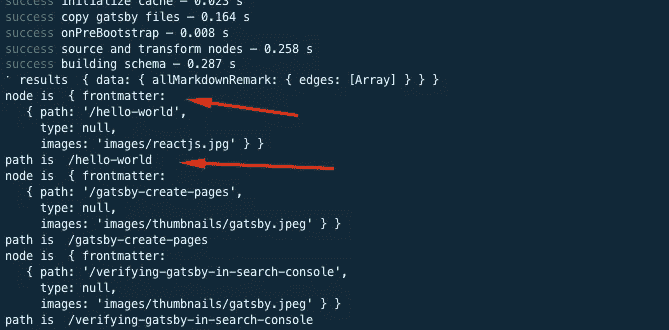 success initialize cache — 0.023 s
success copy gatsby files — 0.164 s
success onPreBootstrap — 0.008 s
success source and transform nodes — 0.258 s
success building schema — 0.287 s
results { data: { allMarkdownRemark: { edges: [Array] } } }
node is { frontmatter:
{ path: '/hello-world',
type: null,
images: 'images/reactjs.jpg' } }
path is /hello-world
node is { frontmatter:
{ path: '/gatsby-create-pages',
type: null,
images: 'images/thumbnails/gatsby.jpeg' } }
path is /gatsby-create-pages
node is { frontmatter:
{ path: '/verifying-gatsby-in-search-console',
type: null,
images: 'images/thumbnails/gatsby.jpeg' } }
path is /verifying-gatsby-in-search-console